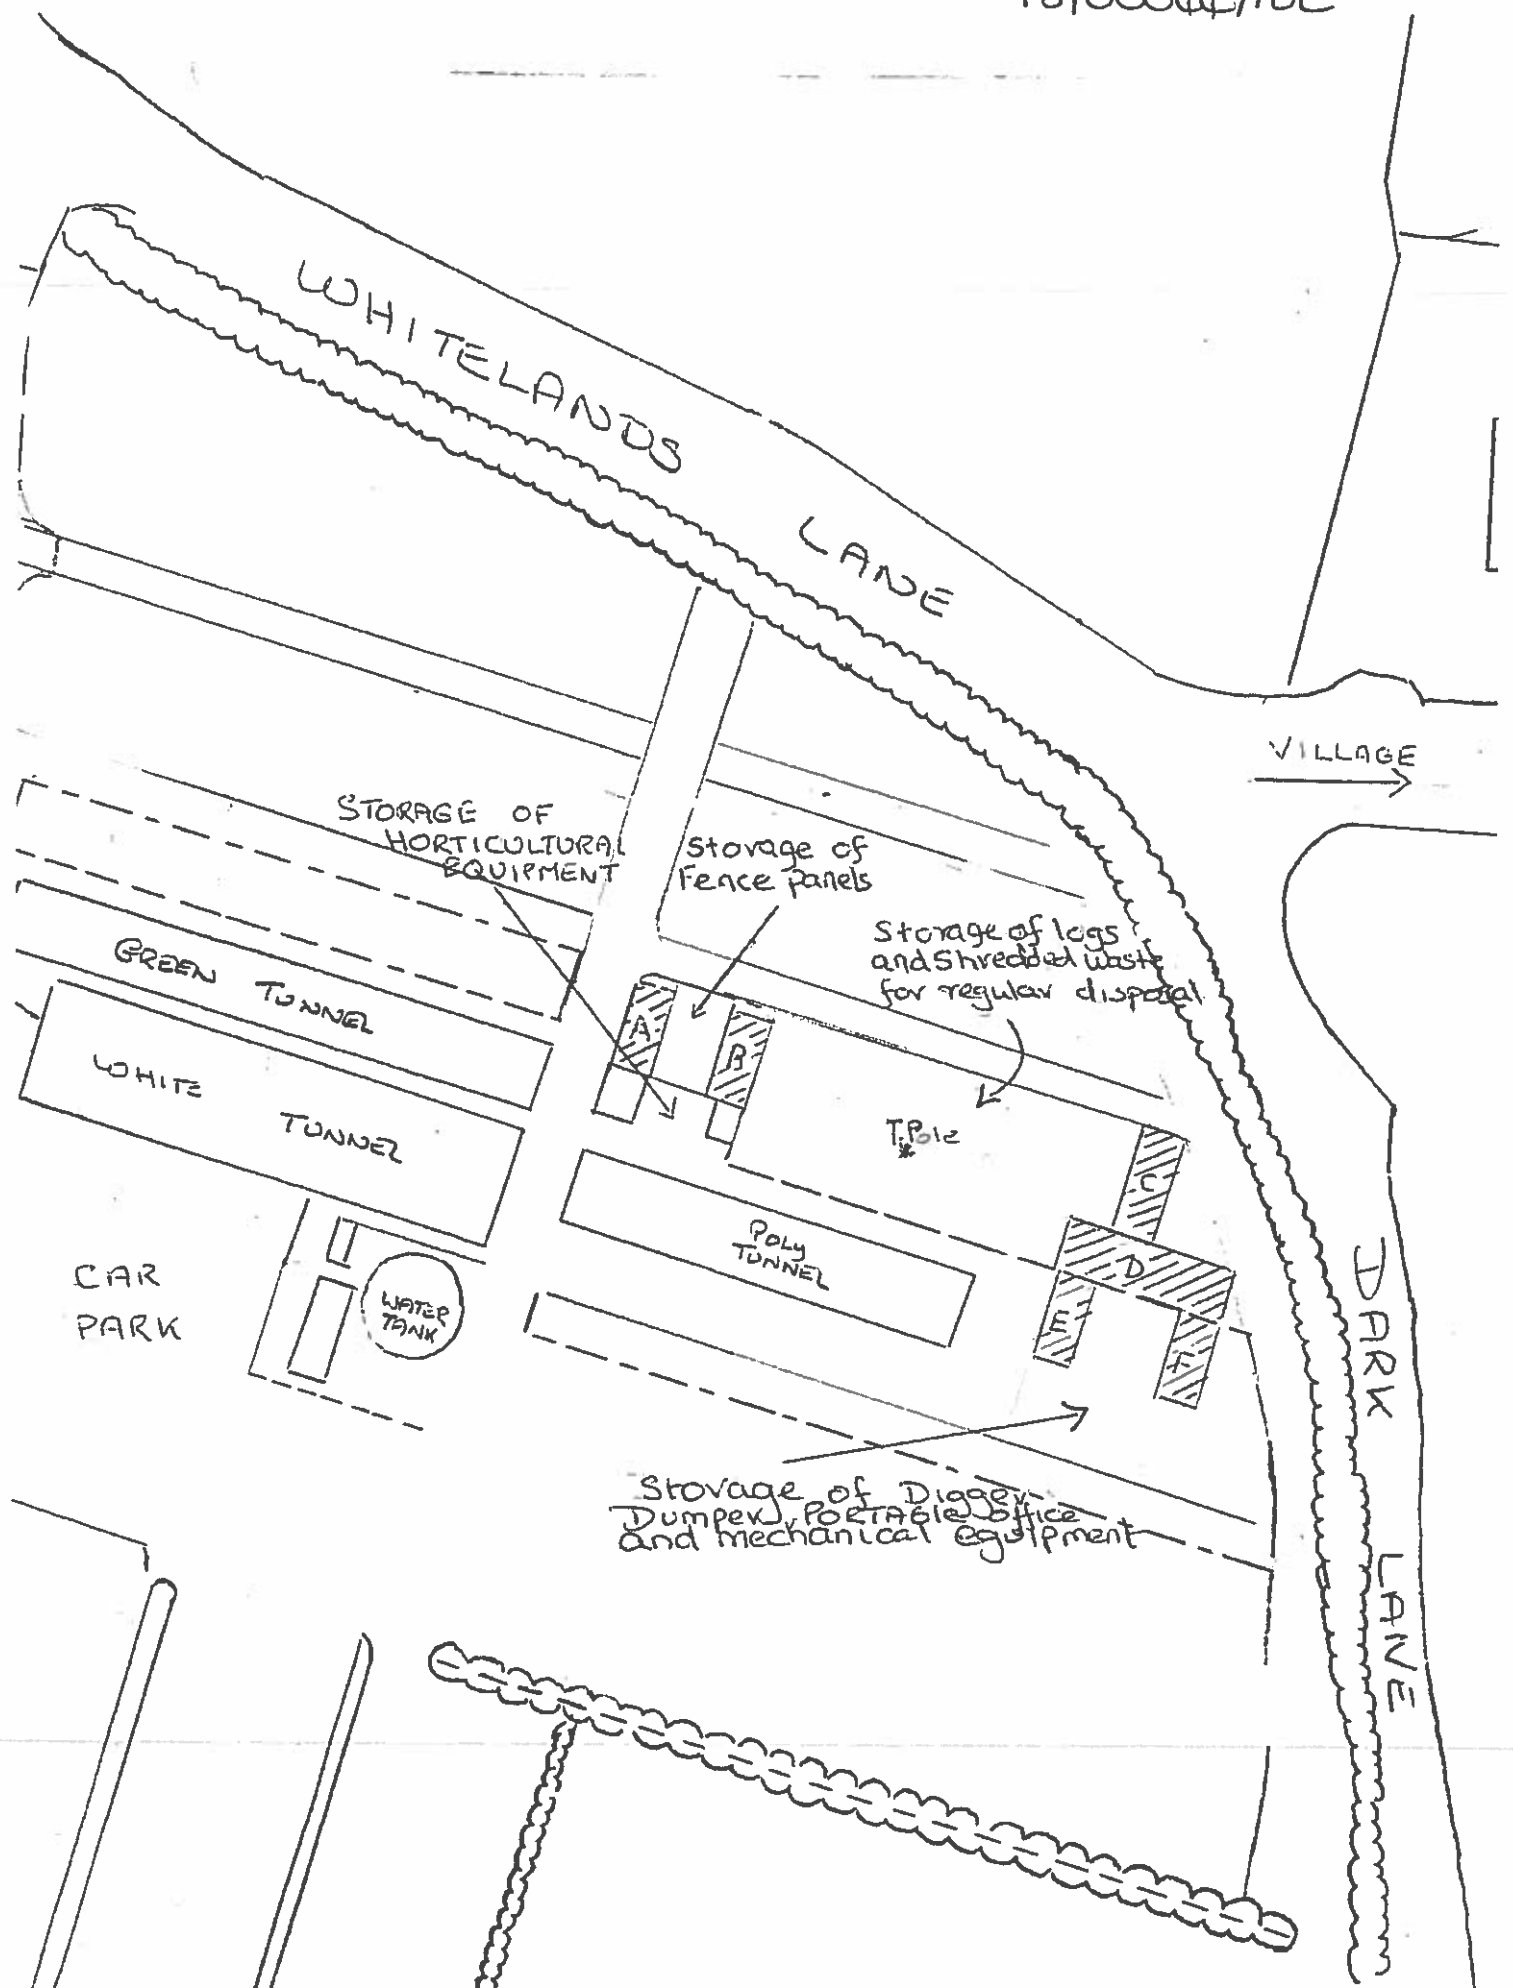 WHITELANDS
LANE
VILLAGE
STORAGE OF
HORTICULTURAL
EQUIPMENT
Storage of
Fence panels
Storage of logs
and Shredded waste
for regular disposal
GREEN TUNNEL
WHITE TUNNEL
A
B
T.Pole
C
D
E
F
POLY
TUNNEL
CAR
PARK
WATER
TANK
DARK
LANE
Storage of Digger
Dumper, PORTABLE office
and mechanical equipment